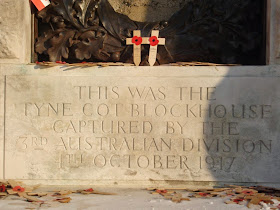 THIS WAS THE
TYNE COT BLOCKHOUSE
CAPTURED BY THE
3RD AUSTRALIAN DIVISION
4TH OCTOBER 1917